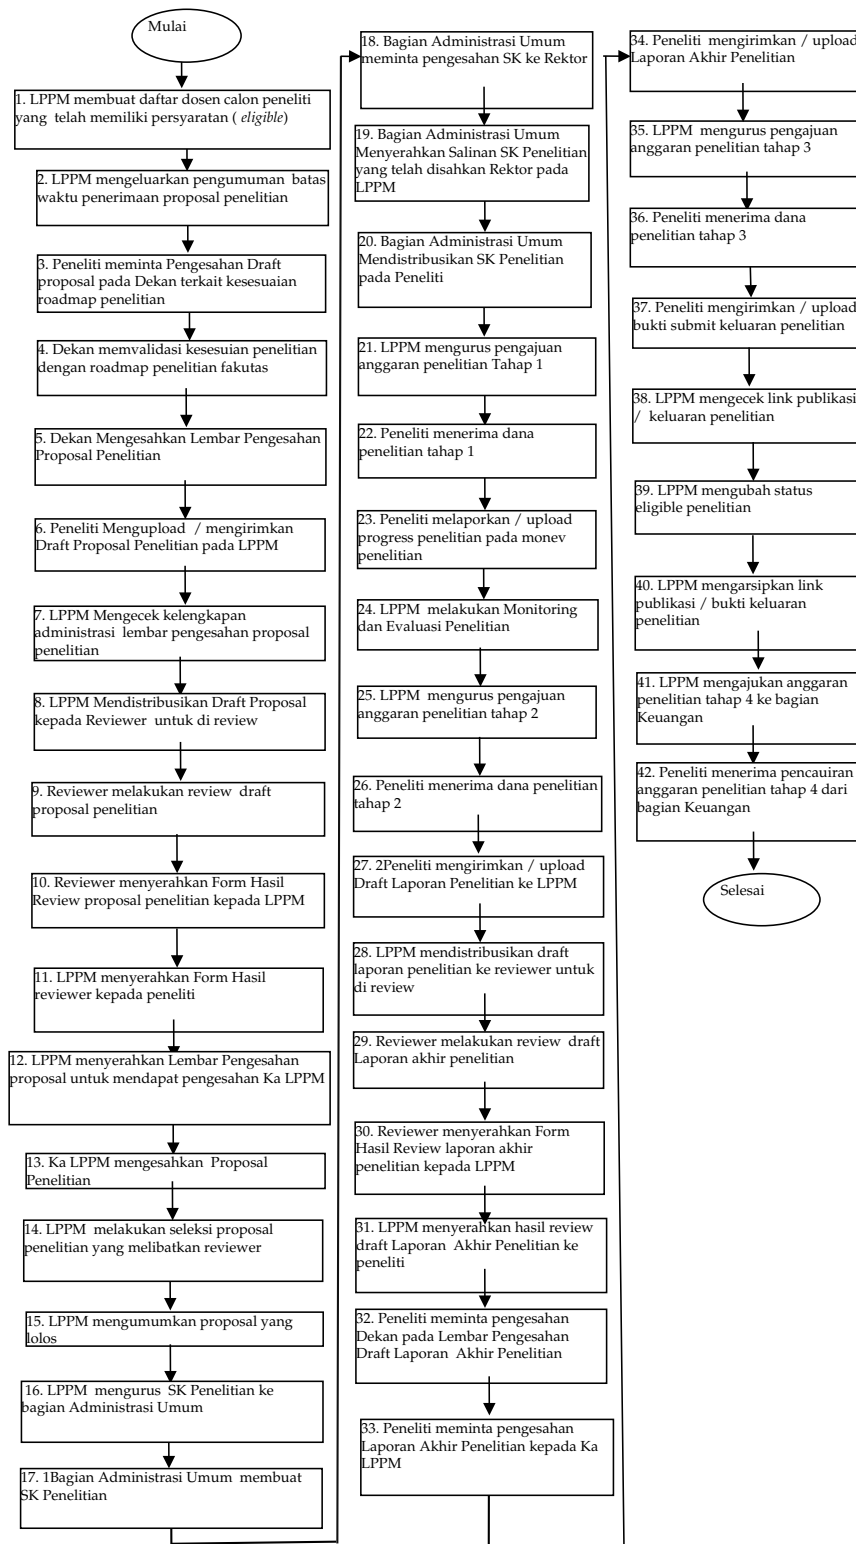 Mulai
1. LPPM membuat daftar dosen calon peneliti
yang telah memiliki persyaratan ( eligible)
2. LPPM mengeluarkan pengumuman batas
waktu penerimaan proposal penelitian
3. Peneliti meminta Pengesahan Draft
proposal pada Dekan terkait kesesuaian
roadmap penelitian
4. Dekan memvalidasi kesesuian penelitian
dengan roadmap penelitian fakutas
5. Dekan Mengesahkan Lembar Pengesahan
Proposal Penelitian
6. Peneliti Mengupload / mengirimkan
Draft Proposal Penelitian pada LPPM
7. LPPM Mengecek kelengkapan
administrasi lembar pengesahan proposal
penelitian
8. LPPM Mendistribusikan Draft Proposal
kepada Reviewer untuk di review
9. Reviewer melakukan review draft
proposal penelitian
10. Reviewer menyerahkan Form Hasil
Review proposal penelitian kepada LPPM
11. LPPM menyerahkan Form Hasil
reviewer kepada peneliti
12. LPPM menyerahkan Lembar Pengesahan
proposal untuk mendapat pengesahan Ka LPPM
13. Ka LPPM mengesahkan Proposal
Penelitian
14. LPPM melakukan seleksi proposal
penelitian yang melibatkan reviewer
15. LPPM mengumumkan proposal yang
lolos
16. LPPM mengurus SK Penelitian ke
bagian Administrasi Umum
17. 1Bagian Administrasi Umum membuat
SK Penelitian
18. Bagian Administrasi Umum
meminta pengesahan SK ke Rektor
19. Bagian Administrasi Umum
Menyerahkan Salinan SK Penelitian
yang telah disahkan Rektor pada
LPPM
20. Bagian Administrasi Umum
Mendistribusikan SK Penelitian
pada Peneliti
21. LPPM mengurus pengajuan
anggaran penelitian Tahap 1
22. Peneliti menerima dana
penelitian tahap 1
23. Peneliti melaporkan / upload
progress penelitian pada monev
penelitian
24. LPPM melakukan Monitoring
dan Evaluasi Penelitian
25. LPPM mengurus pengajuan
anggaran penelitian tahap 2
26. Peneliti menerima dana penelitian
tahap 2
27. 2Peneliti mengirimkan / upload
Draft Laporan Penelitian ke LPPM
28. LPPM mendistribusikan draft
laporan penelitian ke reviewer untuk
di review
29. Reviewer melakukan review draft
Laporan akhir penelitian
30. Reviewer menyerahkan Form
Hasil Review laporan akhir
penelitian kepada LPPM
31. LPPM menyerahkan hasil review
draft Laporan Akhir Penelitian ke
peneliti
32. Peneliti meminta pengesahan
Dekan pada Lembar Pengesahan
Draft Laporan Akhir Penelitian
33. Peneliti meminta pengesahan
Laporan Akhir Penelitian kepada Ka
LPPM
34. Peneliti mengirimkan / upload
Laporan Akhir Penelitian
35. LPPM mengurus pengajuan
anggaran penelitian tahap 3
36. Peneliti menerima dana
penelitian tahap 3
37. Peneliti mengirimkan / upload
bukti submit keluaran penelitian
38. LPPM mengecek link publikasi
/ keluaran penelitian
39. LPPM mengubah status
eligible penelitian
40. LPPM mengarsipkan link
publikasi / bukti keluaran
penelitian
41. LPPM mengajukan anggaran
penelitian tahap 4 ke bagian
Keuangan
42. Peneliti menerima pencauiran
anggaran penelitian tahap 4 dari
bagian Keuangan
Selesai